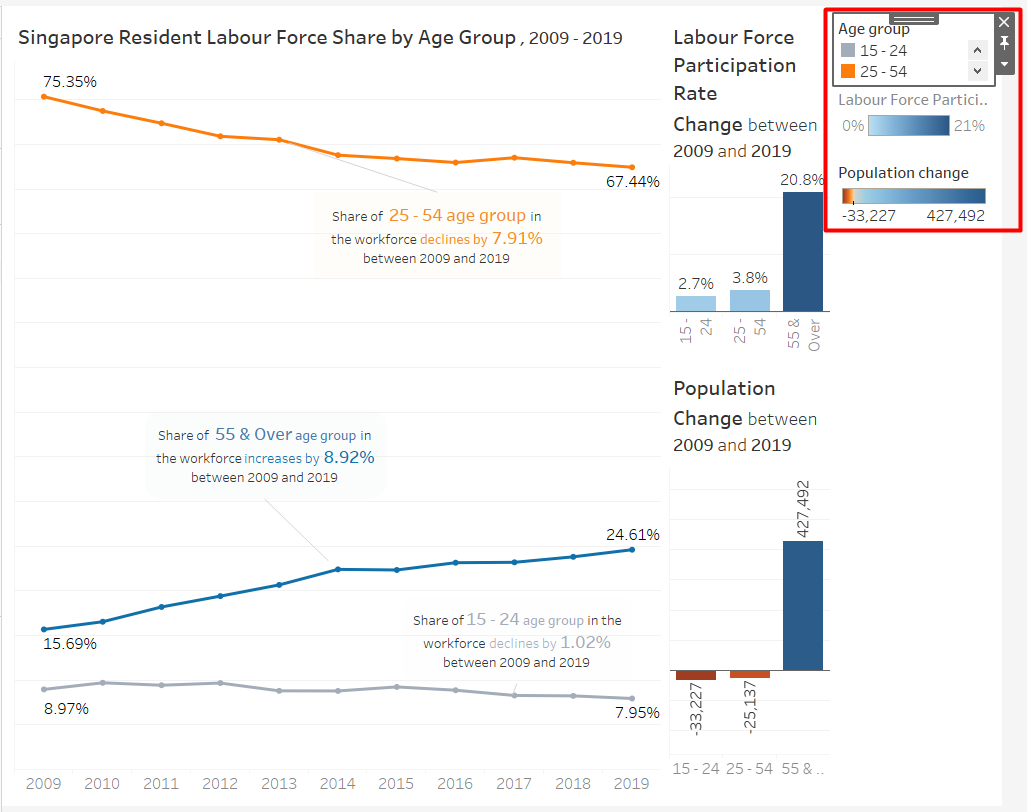 Singapore Resident Labour Force Share by Age Group , 2009 - 2019
75.35%
67.44%
Share of 25 - 54 age group in
the workforce declines by 7.91%
between 2009 and 2019
Share of 55 & Over age group in
the workforce increases by 8.92%
between 2009 and 2019
24.61%
15.69%
Share of 15 - 24 age group in the
workforce declines by 1.02%
between 2009 and 2019
8.97%
7.95%
2009 2010 2011 2012 2013 2014 2015 2016 2017 2018 2019
Labour Force
Participation
Rate
Change between
2009 and 2019
20.8%
3.8%
2.7%
15 -
24
25 -
54
55 &
Over
Population
Change between
2009 and 2019
427,492
-33,227
-25,137
15 - 24 25 - 54 55 & ..
Age group
15 - 24
25 - 54
Labour Force Partici..
0% 21%
Population change
-33,227 427,492